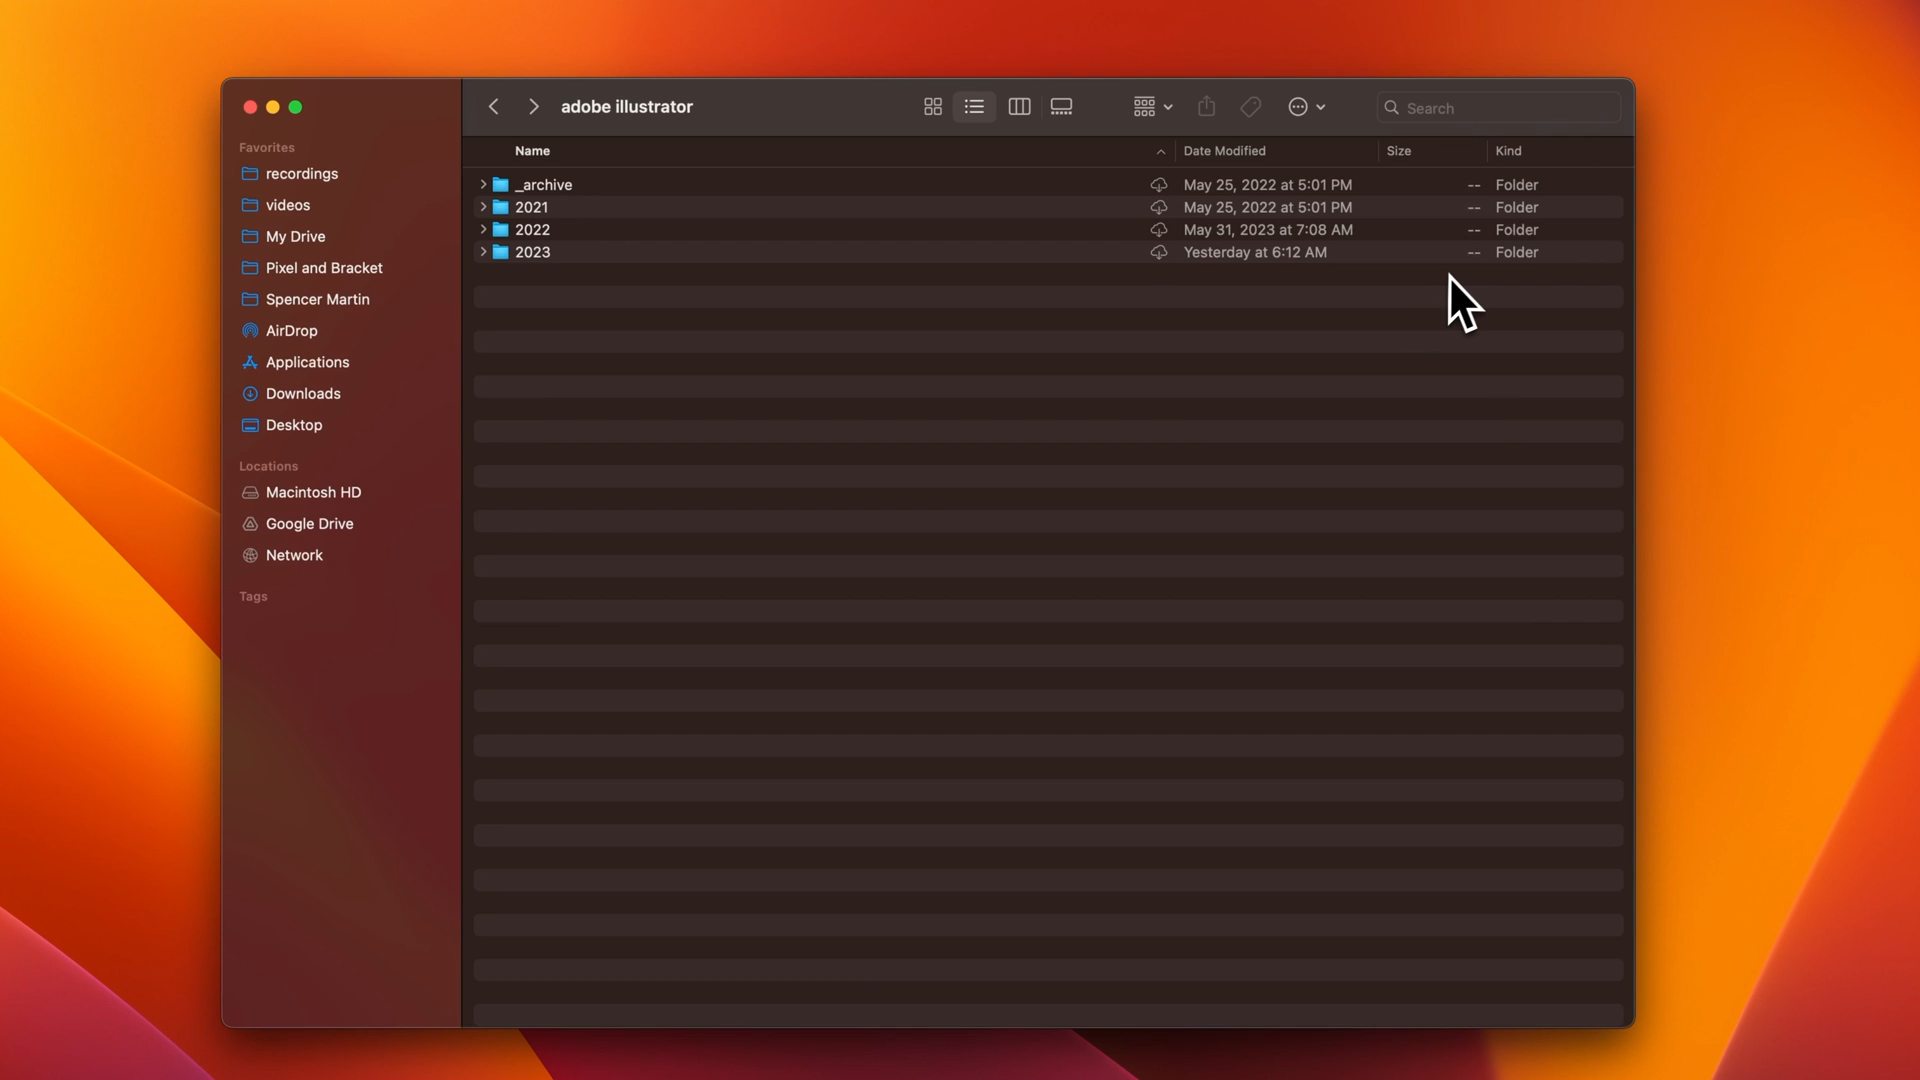 adobe illustrator
Search
Favorites
recordings
videos
My Drive
Pixel and Bracket
Spencer Martin
AirDrop
Applications
Downloads
Desktop
Locations
Macintosh HD
Google Drive
Network
Tags
Name Date Modified Size Kind
_archive May 25, 2022 at 5:01 PM -- Folder
2021 May 25, 2022 at 5:01 PM -- Folder
2022 May 31, 2023 at 7:08 AM -- Folder
2023 Yesterday at 6:12 AM -- Folder